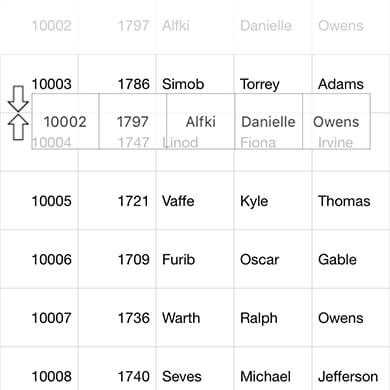 10002 1797 Alfki Danielle Owens
10003 1786 Simob Torrey Adams
10002 1797 Alfki Danielle Owens
10004 1747 Linod Fiona Irvine
10005 1721 Vaffe Kyle Thomas
10006 1709 Furib Oscar Gable
10007 1736 Warth Ralph Owens
10008 1740 Seves Michael Jefferson